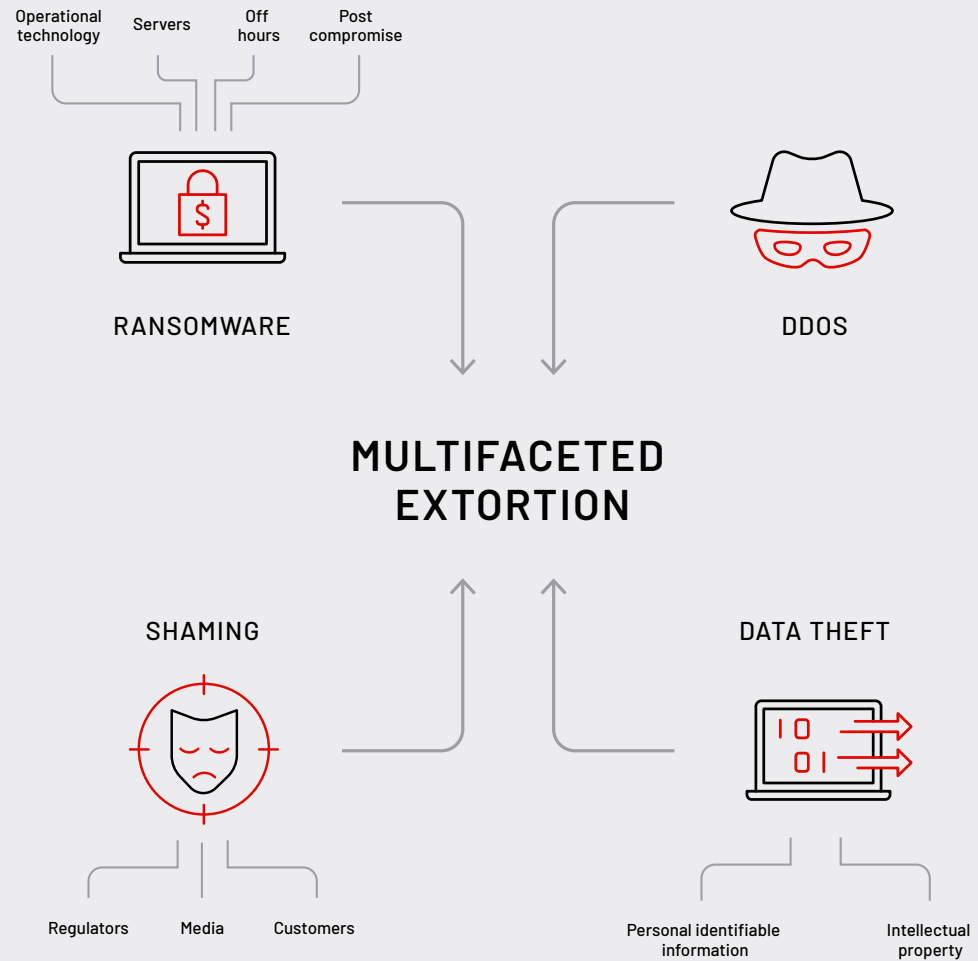 Operational
technology
Servers
Off
hours
Post
compromise
$
RANSOMWARE
DDOS
MULTIFACETED
EXTORTION
SHAMING
DATA THEFT
10
01
Regulators
Media
Customers
Personal identifiable
information
Intellectual
property